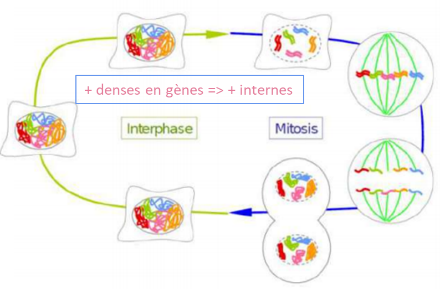 + denses en gènes => + internes
Interphase
Mitosis